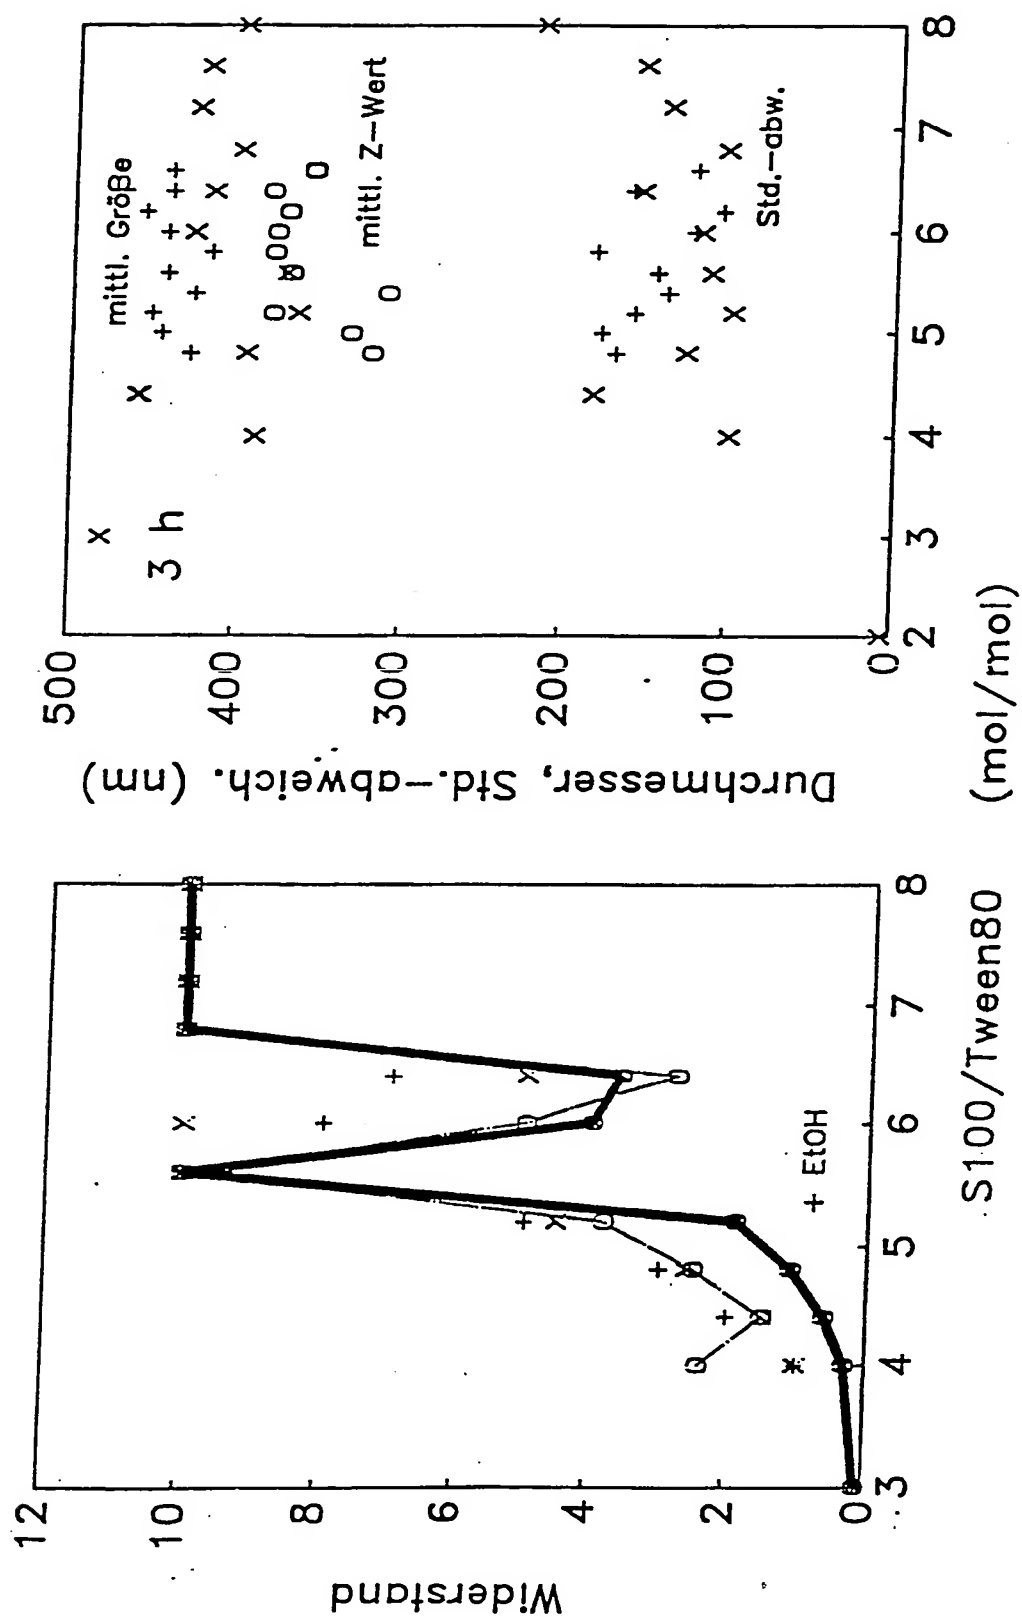 Widerstand
12
10
8
6
4
2
0
3
4
5
6
7
8
+ EtOH
S100/Tween80
(mol/mol)
Durchmesser, Std.-abweich. (nm)
500
400
300
200
100
0
2
3
4
5
6
7
8
3 h
mittl. Größe
mittl. Z-Wert
Std.-abw.